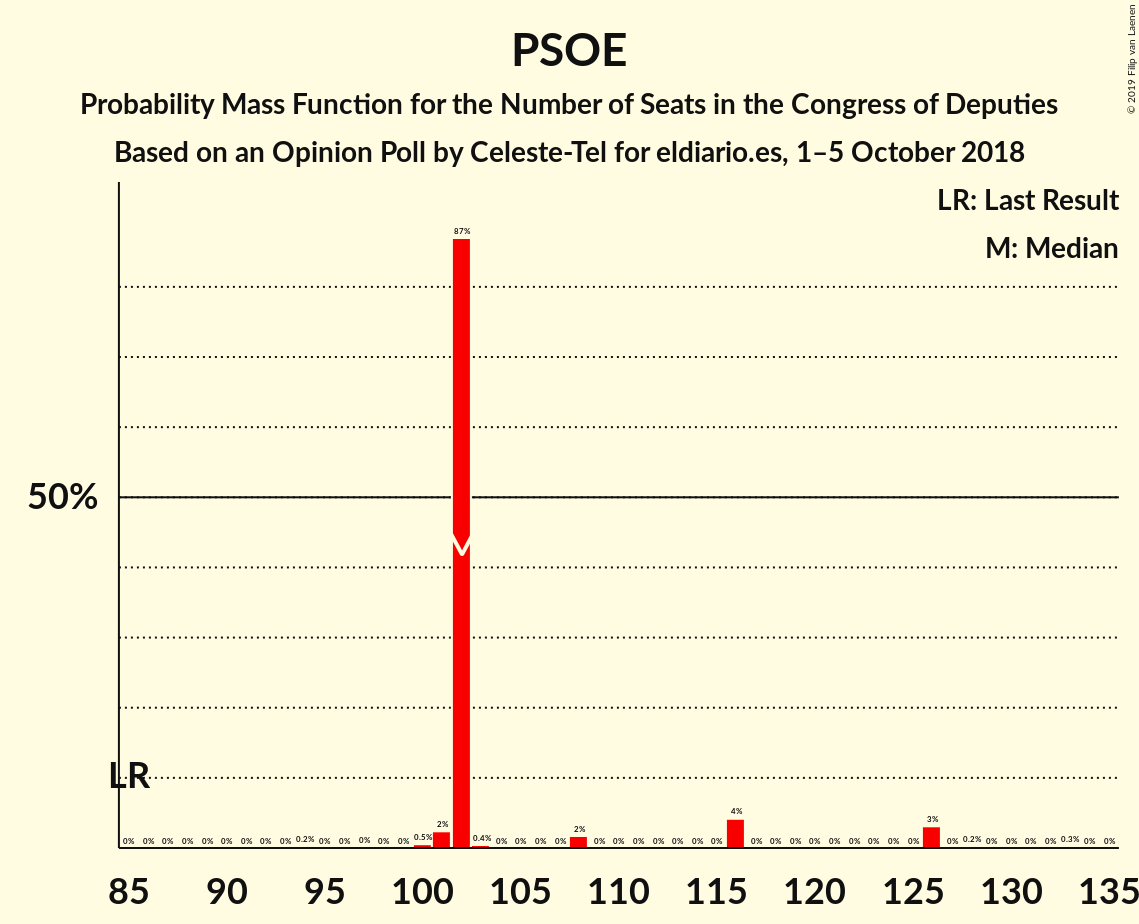 PSOE
Probability Mass Function for the Number of Seats in the Congress of Deputies
Based on an Opinion Poll by Celeste-Tel for eldiario.es, 1–5 October 2018
© 2019 Filip van Laenen
LR: Last Result
M: Median
87%
50%
M
LR
0% 0% 0% 0% 0% 0% 0% 0% 0% 0.2% 0% 0% 0% 0% 0% 0.5% 2% 0.4% 0% 0% 0% 0% 2% 0% 0% 0% 0% 0% 0% 0% 4% 0% 0% 0% 0% 0% 0% 0% 0% 0% 3% 0% 0.2% 0% 0% 0% 0% 0.3% 0% 0%
85 90 95 100 105 110 115 120 125 130 135